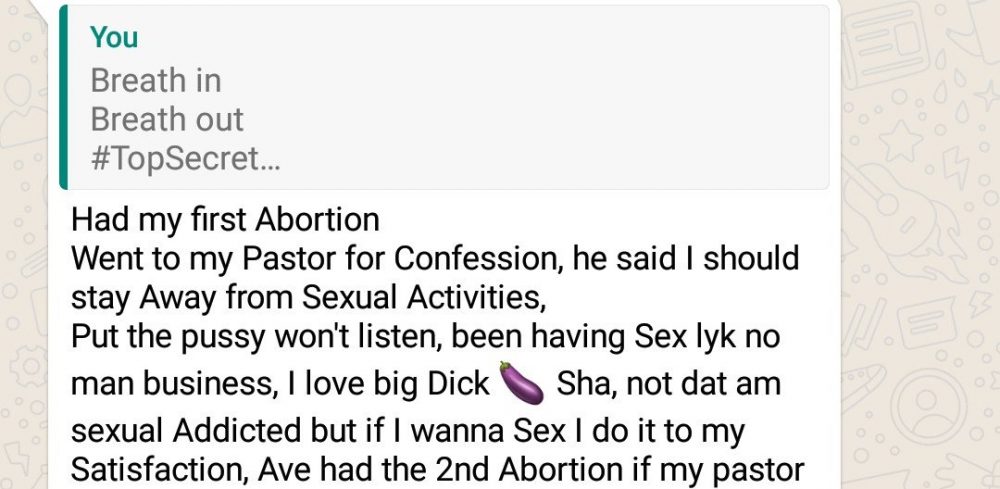 You
Breath in
Breath out
#TopSecret...
Had my first Abortion
Went to my Pastor for Confession, he said I should
stay Away from Sexual Activities,
Put the pussy won't listen, been having Sex lyk no
man business, I love big Dick 🍆 Sha, not dat am
sexual Addicted but if I wanna Sex I do it to my
Satisfaction, Ave had the 2nd Abortion if my pastor